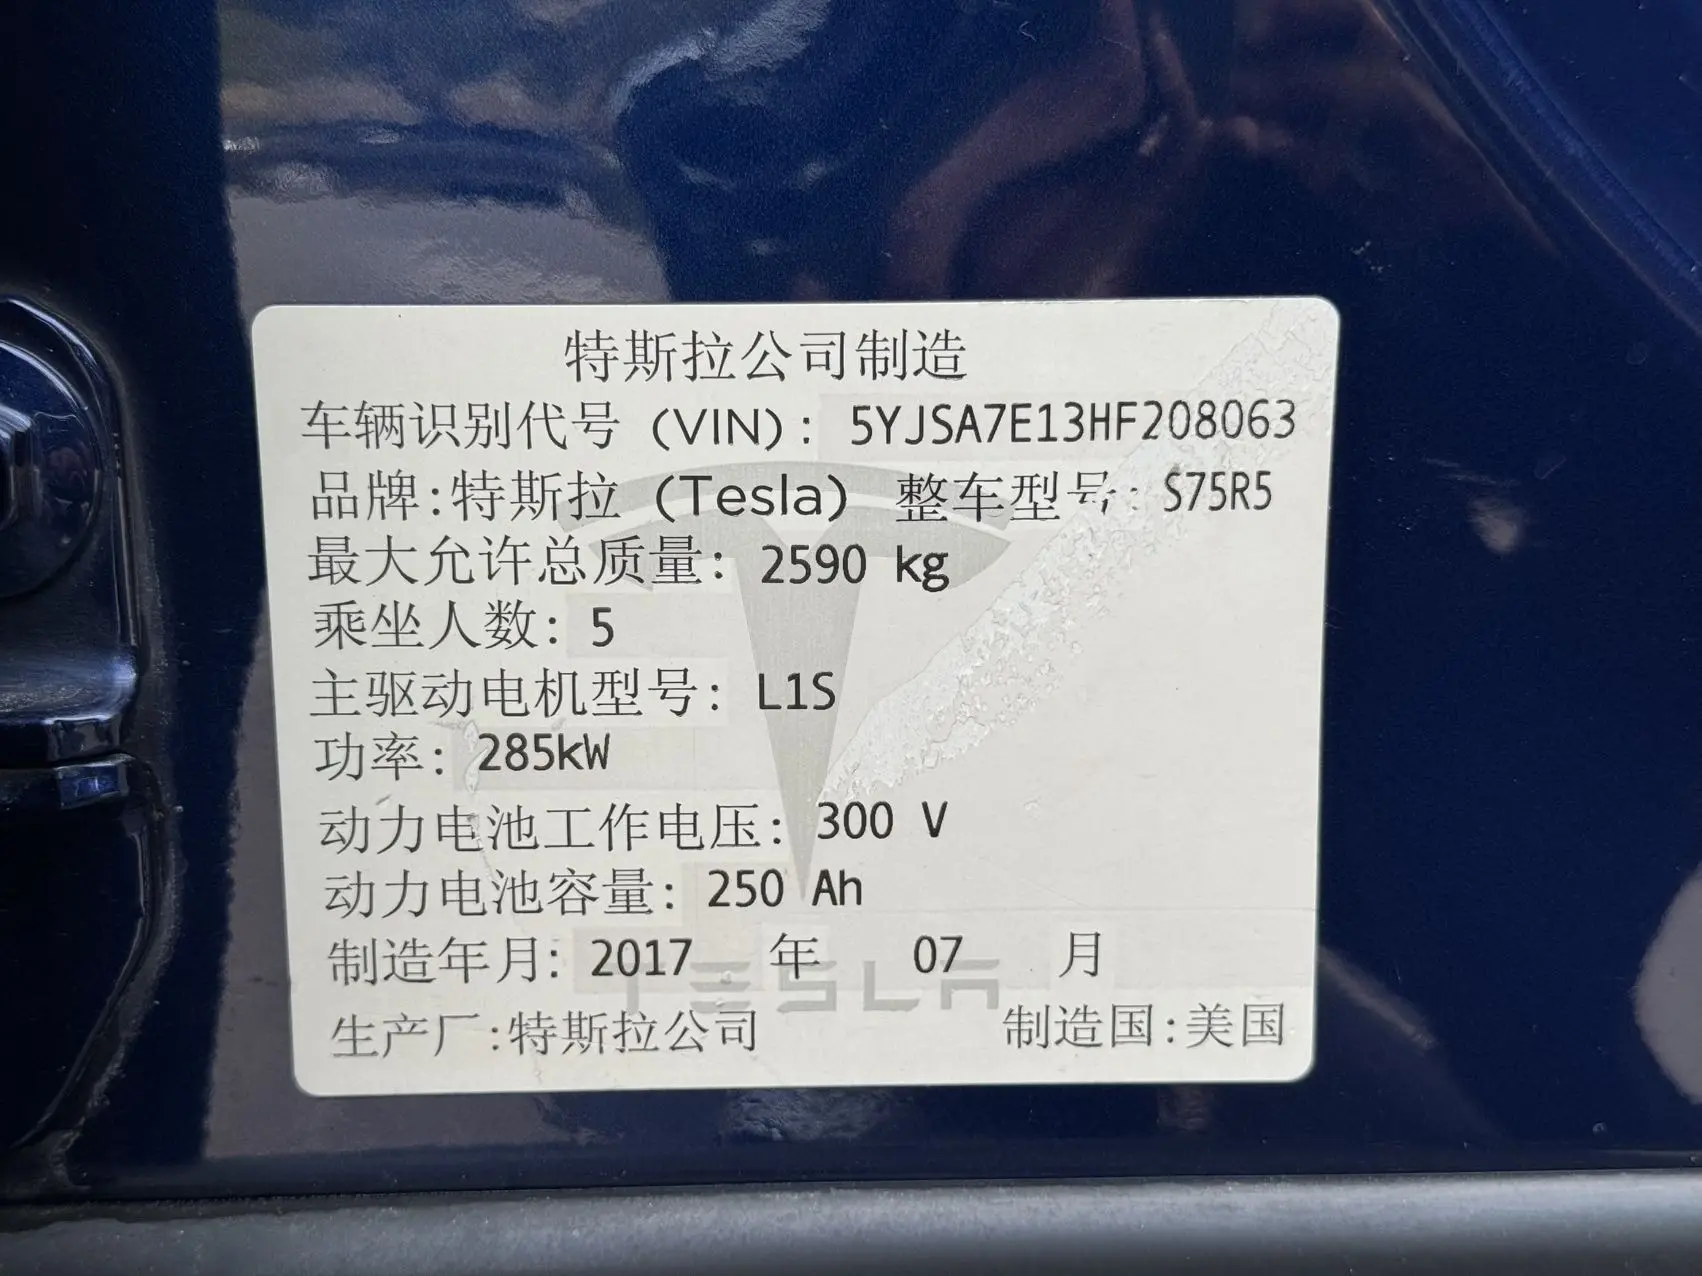 特斯拉公司制造
车辆识别代号 (VIN): 5YJSA7E13HF208063
品牌:特斯拉 (Tesla) 整车型号: S75R5
最大允许总质量: 2590 kg
乘坐人数: 5
主驱动电机型号: L1S
功率: 285kW
动力电池工作电压: 300 V
动力电池容量: 250 Ah
制造年月: 2017 年 07 月
TESLA
生产厂:特斯拉公司 制造国:美国